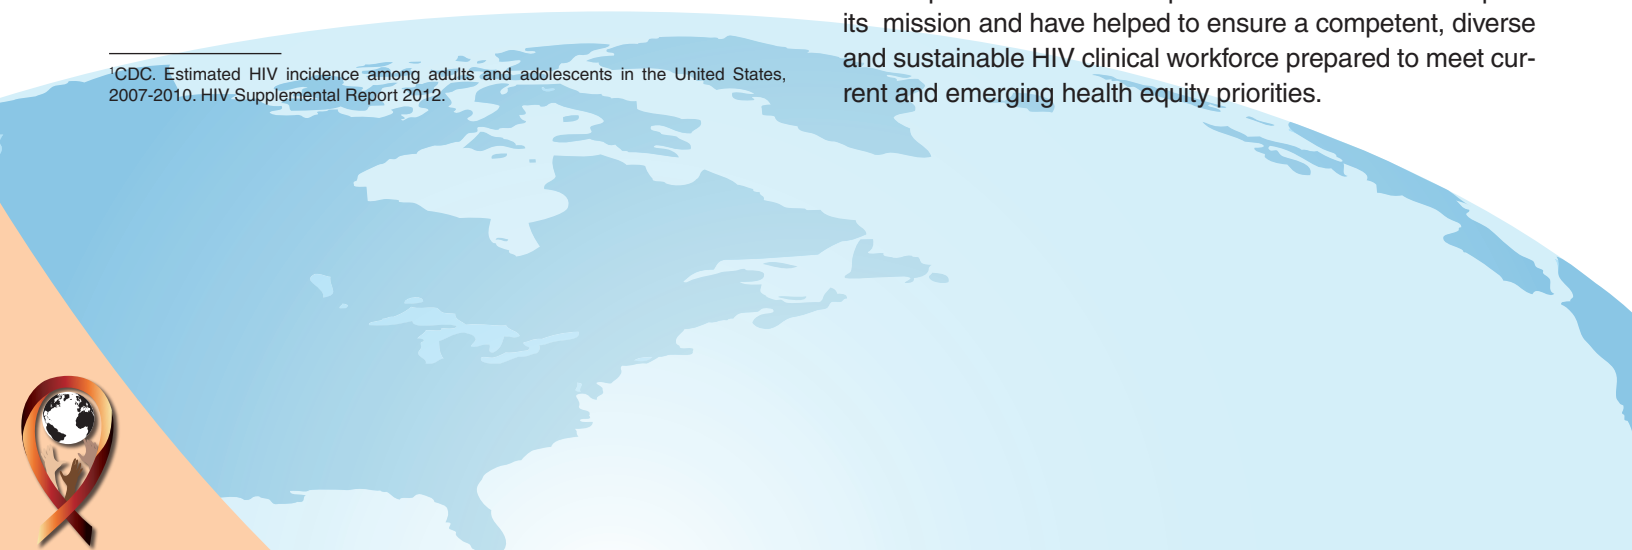 ¹CDC. Estimated HIV incidence among adults and adolescents in the United States,
2007-2010. HIV Supplemental Report 2012.
its mission and have helped to ensure a competent, diverse
and sustainable HIV clinical workforce prepared to meet cur-
rent and emerging health equity priorities.